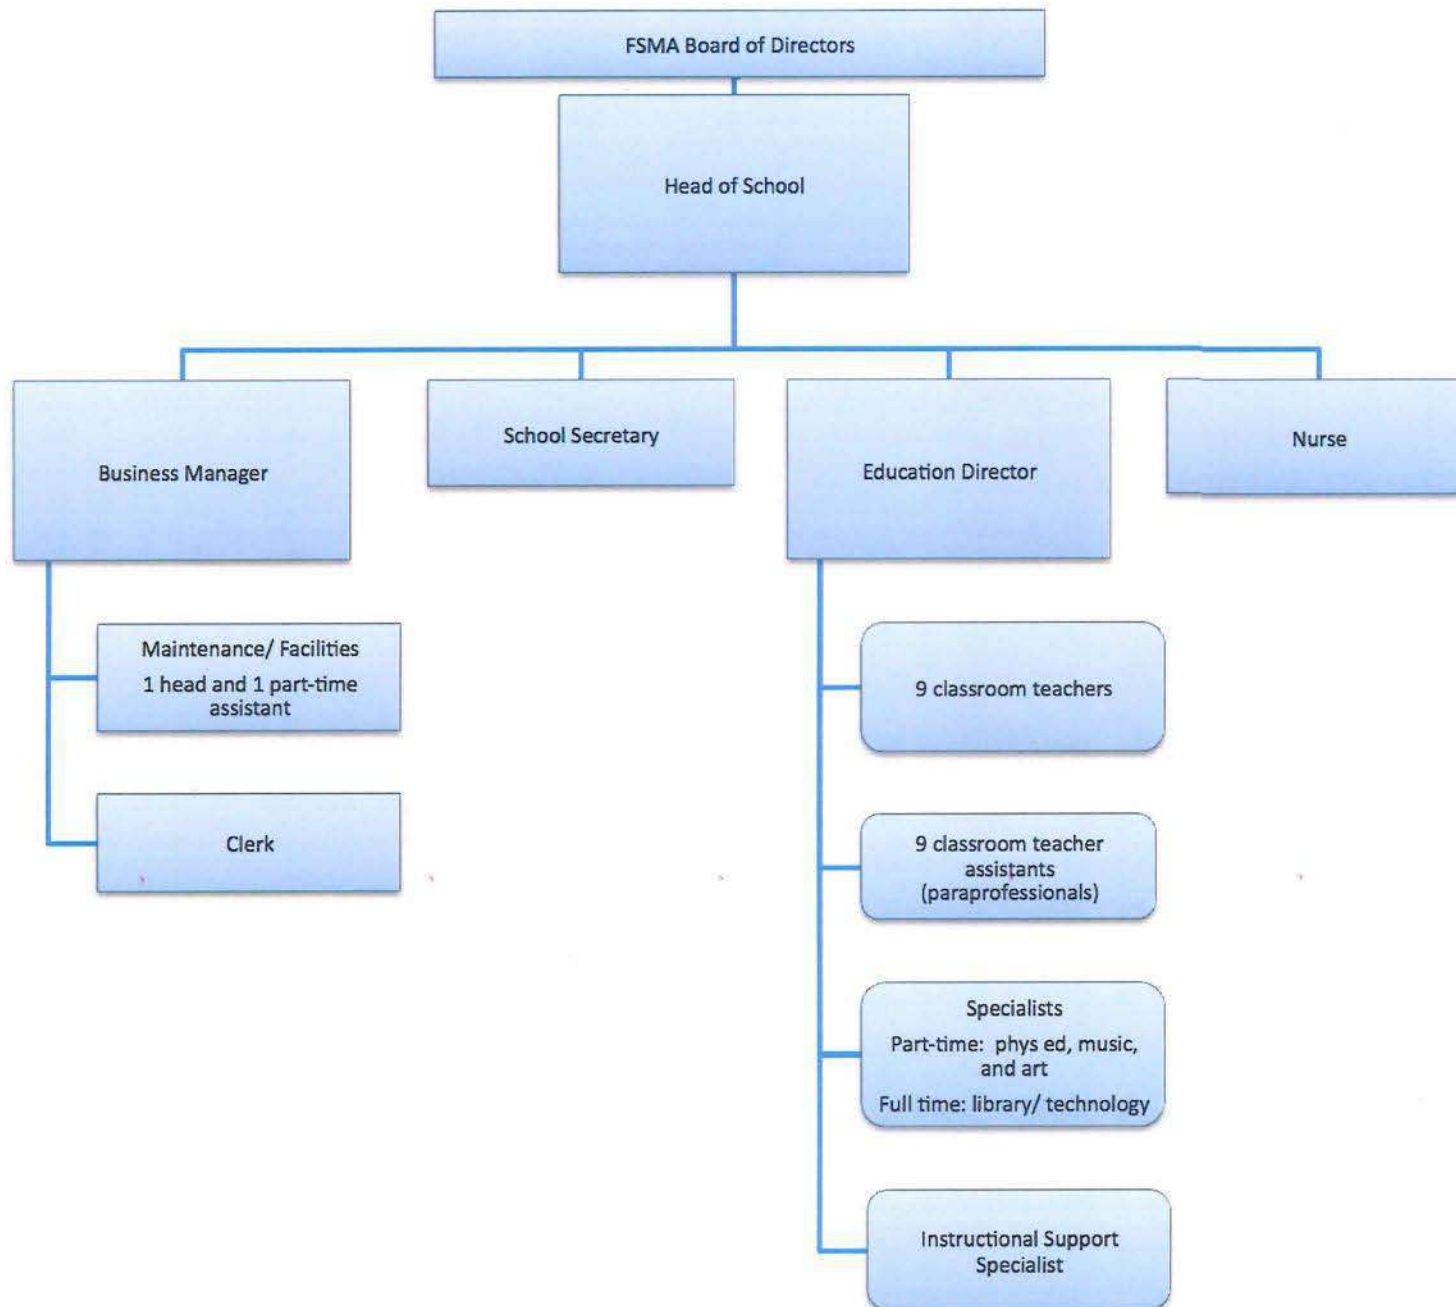 FSMA Board of Directors
Head of School
Business Manager
School Secretary
Education Director
Nurse
Maintenance/ Facilities
1 head and 1 part-time
assistant
Clerk
9 classroom teachers
9 classroom teacher
assistants
(paraprofessionals)
Specialists
Part-time: phys ed, music,
and art
Full time: library/ technology
Instructional Support
Specialist